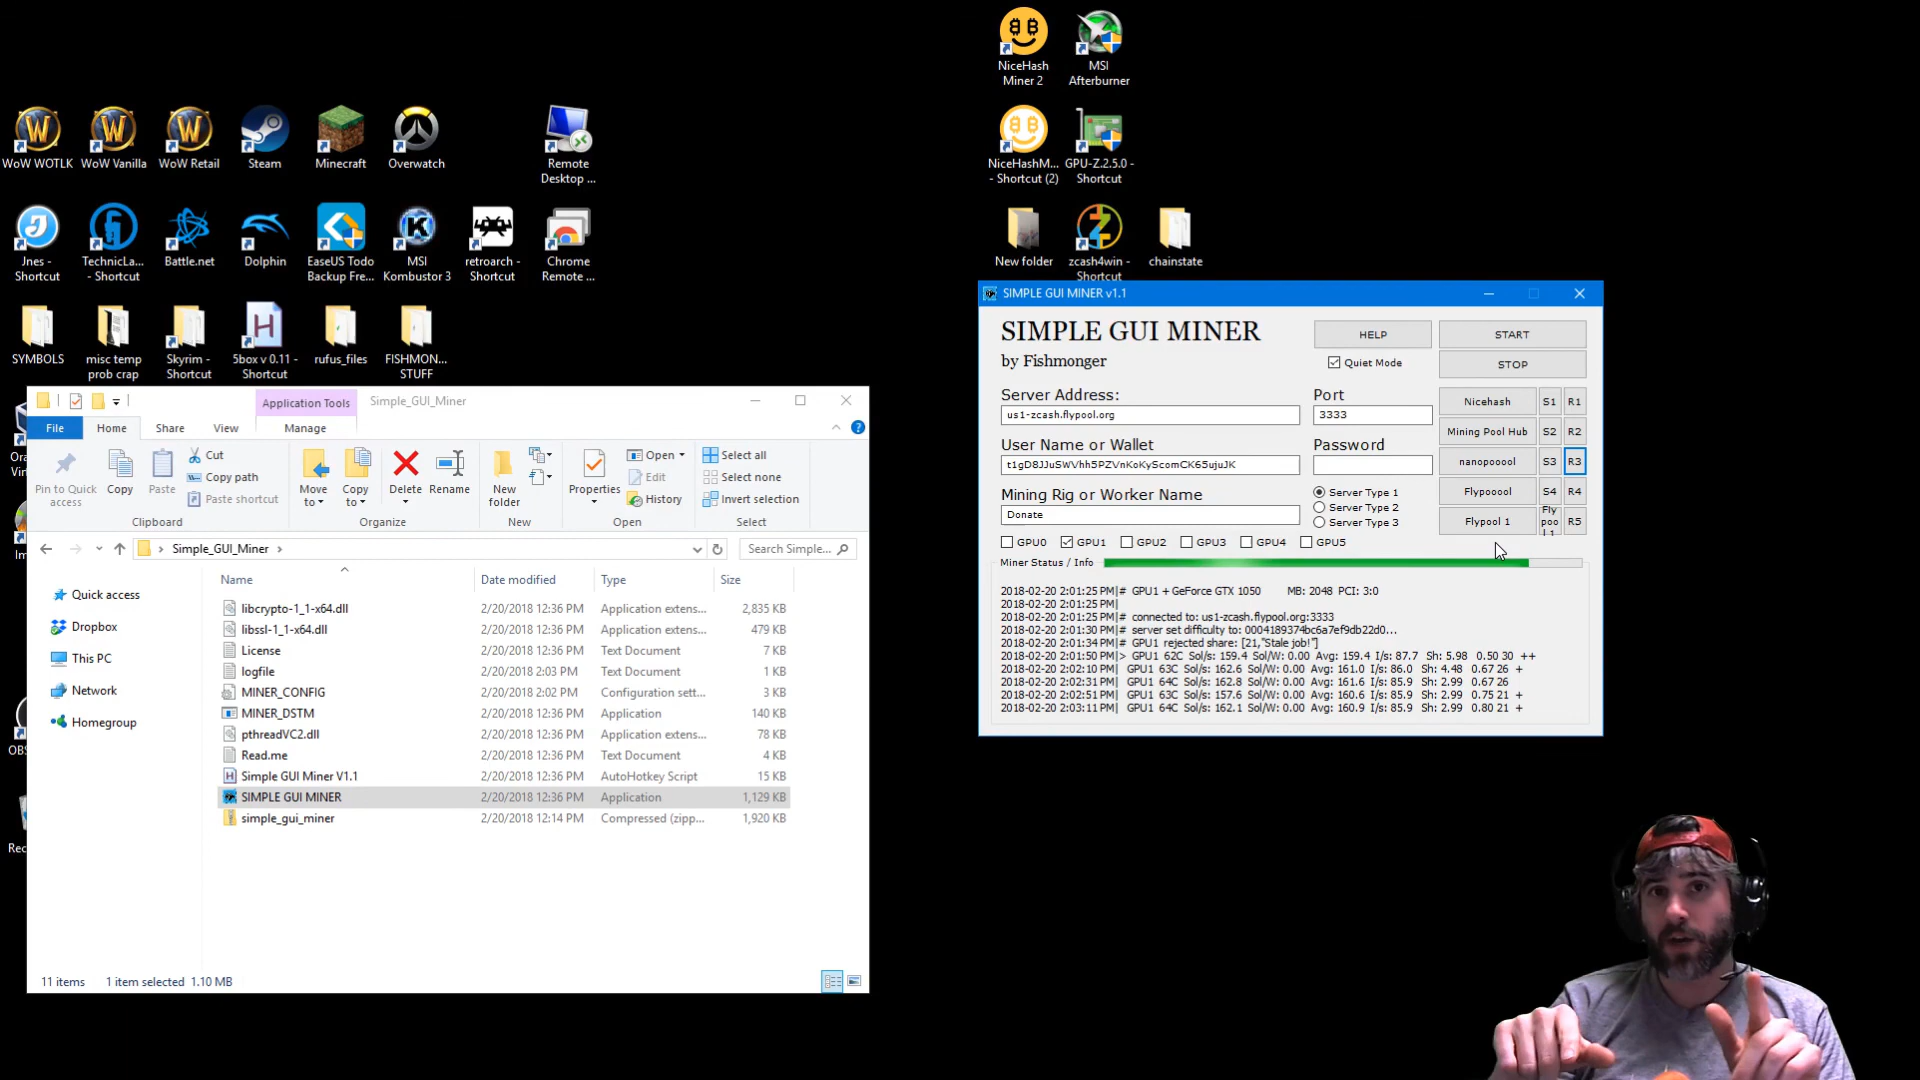 NiceHash
Miner 2
MSI
Afterburner
WoW WOTLK
WoW Vanilla
WoW Retail
Steam
Minecraft
Overwatch
Remote
Desktop ...
NiceHashM...
- Shortcut (2)
GPU-Z.2.5.0 -
Shortcut
Jnes -
Shortcut
TechnicLa...
- Shortcut
Battle.net
Dolphin
EaseUS Todo
Backup Fre...
MSI
Kombustor 3
retroarch -
Shortcut
Chrome
Remote ...
New folder
zcash4win -
Shortcut
chainstate
SYMBOLS
misc temp
prob crap
Skyrim -
Shortcut
5box v 0.11 -
Shortcut
rufus_files
FISHMON...
STUFF
Application Tools
Simple_GUI_Miner
File
Home
Share
View
Manage
Pin to Quick
access
Copy
Paste
Cut
Copy path
Paste shortcut
Clipboard
Move
to
Copy
to
Delete
Rename
Organize
New
folder
New
Properties
Open
Edit
History
Open
Select all
Select none
Invert selection
Select
Simple_GUI_Miner
Search Simple...
Quick access
Dropbox
This PC
Network
Homegroup
Name Date modified Type Size
libcrypto-1_1-x64.dll 2/20/2018 12:36 PM Application extens... 2,835 KB
libssl-1_1-x64.dll 2/20/2018 12:36 PM Application extens... 479 KB
License 2/20/2018 12:36 PM Text Document 7 KB
logfile 2/20/2018 2:03 PM Text Document 1 KB
MINER_CONFIG 2/20/2018 2:02 PM Configuration sett... 3 KB
MINER_DSTM 2/20/2018 12:36 PM Application 140 KB
pthreadVC2.dll 2/20/2018 12:36 PM Application extens... 78 KB
Read.me 2/20/2018 12:36 PM Text Document 4 KB
Simple GUI Miner V1.1 2/20/2018 12:36 PM AutoHotkey Script 15 KB
SIMPLE GUI MINER 2/20/2018 12:36 PM Application 1,129 KB
simple_gui_miner 2/20/2018 12:14 PM Compressed (zipp... 1,920 KB
11 items 1 item selected 1.10 MB
SIMPLE GUI MINER v1.1
SIMPLE GUI MINER
by Fishmonger
HELP
START
Quiet Mode
STOP
Server Address:
us1-zcash.flypool.org
Port
3333
User Name or Wallet
t1gD8JJuSWVhh5PZVnKoKyScomCK65ujuJK
Password
Mining Rig or Worker Name
Donate
Server Type 1
Server Type 2
Server Type 3
Nicehash S1 R1
Mining Pool Hub S2 R2
nanopooool S3 R3
Flypooool S4 R4
Flypool 1
Fly
poo
l 1
R5
GPU0 GPU1 GPU2 GPU3 GPU4 GPU5
Miner Status / Info
2018-02-20 2:01:25 PM|# GPU1 + GeForce GTX 1050 MB: 2048 PCI: 3:0
2018-02-20 2:01:25 PM|
2018-02-20 2:01:25 PM|# connected to: us1-zcash.flypool.org:3333
2018-02-20 2:01:30 PM|# server set difficulty to: 0004189374bc6a7ef9db22d0...
2018-02-20 2:01:34 PM|# GPU1 rejected share: [21,"Stale job!"]
2018-02-20 2:01:50 PM|> GPU1 62C Sol/s: 159.4 Sol/W: 0.00 Avg: 159.4 I/s: 87.7 Sh: 5.98 0.50 30 ++
2018-02-20 2:02:10 PM| GPU1 63C Sol/s: 162.6 Sol/W: 0.00 Avg: 161.0 I/s: 86.0 Sh: 4.48 0.67 26 +
2018-02-20 2:02:31 PM| GPU1 64C Sol/s: 162.8 Sol/W: 0.00 Avg: 161.6 I/s: 85.9 Sh: 2.99 0.67 26
2018-02-20 2:02:51 PM| GPU1 63C Sol/s: 157.6 Sol/W: 0.00 Avg: 160.6 I/s: 85.9 Sh: 2.99 0.75 21 +
2018-02-20 2:03:11 PM| GPU1 64C Sol/s: 162.1 Sol/W: 0.00 Avg: 160.9 I/s: 85.9 Sh: 2.99 0.80 21 +